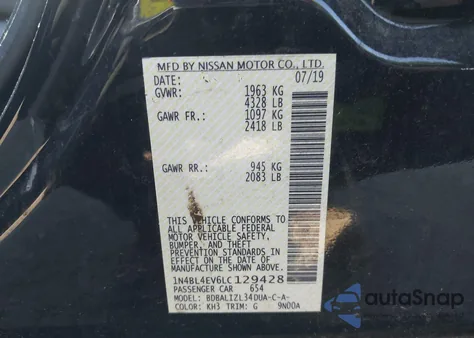 MFD BY NISSAN MOTOR CO., LTD.
DATE: 07/19
GVWR: 1963 KG
4328 LB
GAWR FR.: 1097 KG
2418 LB
GAWR RR.: 945 KG
2083 LB
THIS VEHICLE CONFORMS TO
ALL APPLICABLE FEDERAL
MOTOR VEHICLE SAFETY,
BUMPER, AND THEFT
PREVENTION STANDARDS
IN EFFECT ON THE DATE OF
MANUFACTURE SHOWN ABOVE.
1N4BL4EV6LC129428
PASSENGER CAR 654
MODEL: BDBALIZL34DUA-C-A-
COLOR: KH3 TRIM: G 9N00A
autoSnap